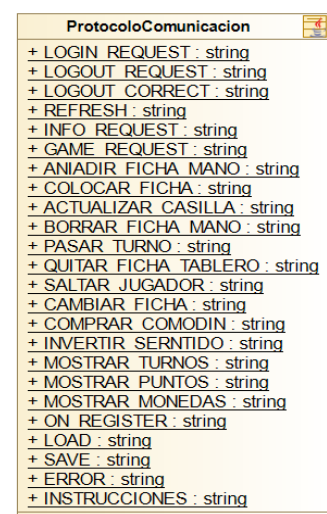 ProtocoloComunicacion
+ LOGIN_REQUEST : string
+ LOGOUT_REQUEST : string
+ LOGOUT_CORRECT : string
+ REFRESH : string
+ INFO_REQUEST : string
+ GAME_REQUEST : string
+ ANIADIR_FICHA_MANO : string
+ COLOCAR_FICHA : string
+ ACTUALIZAR_CASILLA : string
+ BORRAR_FICHA_MANO : string
+ PASAR_TURNO : string
+ QUITAR_FICHA_TABLERO : string
+ SALTAR_JUGADOR : string
+ CAMBIAR_FICHA : string
+ COMPRAR_COMODIN : string
+ INVERTIR_SERNTIDO : string
+ MOSTRAR_TURNOS : string
+ MOSTRAR_PUNTOS : string
+ MOSTRAR_MONEDAS : string
+ ON_REGISTER : string
+ LOAD : string
+ SAVE : string
+ ERROR : string
+ INSTRUCCIONES : string